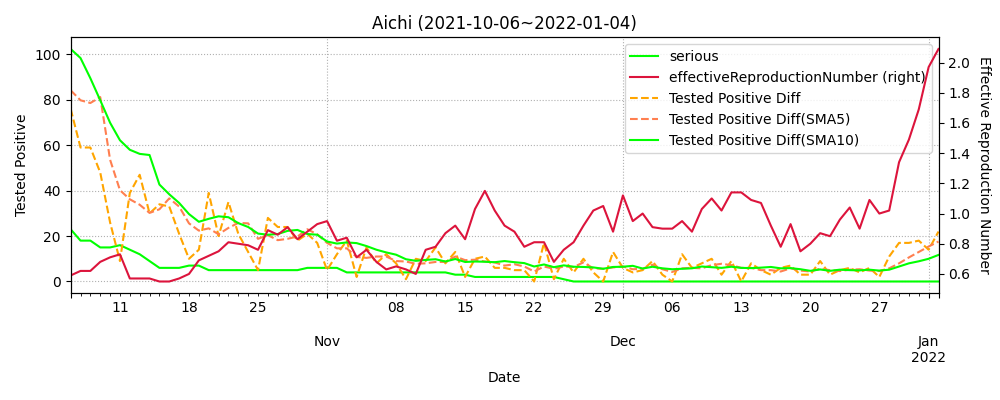 Aichi (2021-10-06~2022-01-04)
serious
effectiveReproductionNumber (right)
Tested Positive Diff
Tested Positive Diff(SMA5)
Tested Positive Diff(SMA10)
Tested Positive
100
80
60
40
20
0
2.0
1.8
1.6
1.4
1.2
1.0
0.8
0.6
Effective Reproduction Number
11 18 25 08 15 22 29 06 13 20 27
Nov Dec Jan
2022
Date